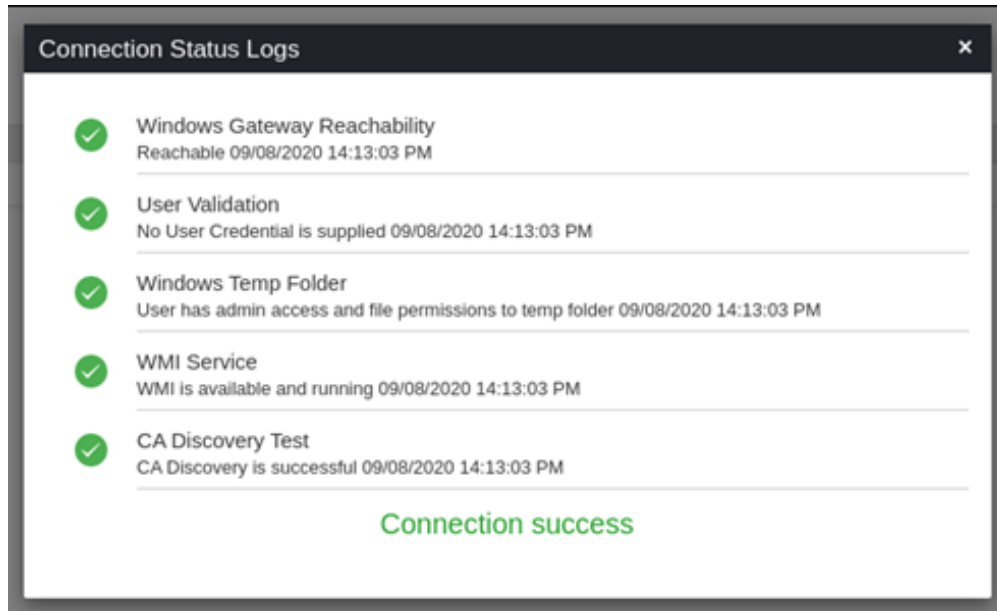 Connection Status Logs ×
Windows Gateway Reachability
Reachable 09/08/2020 14:13:03 PM
User Validation
No User Credential is supplied 09/08/2020 14:13:03 PM
Windows Temp Folder
User has admin access and file permissions to temp folder 09/08/2020 14:13:03 PM
WMI Service
WMI is available and running 09/08/2020 14:13:03 PM
CA Discovery Test
CA Discovery is successful 09/08/2020 14:13:03 PM
Connection success